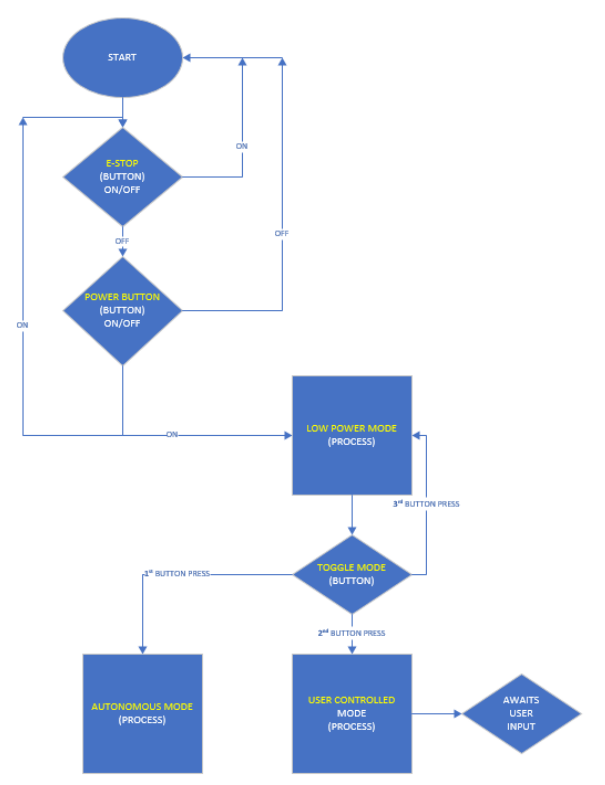 START
ON
E-STOP
(BUTTON)
ON/OFF
OFF
OFF
POWER BUTTON
(BUTTON)
ON/OFF
ON
ON
LOW POWER MODE
(PROCESS)
3rd BUTTON PRESS
TOGGLE MODE
(BUTTON)
1st BUTTON PRESS
2nd BUTTON PRESS
AUTONOMOUS MODE
(PROCESS)
USER CONTROLLED
MODE
(PROCESS)
AWAITS
USER
INPUT